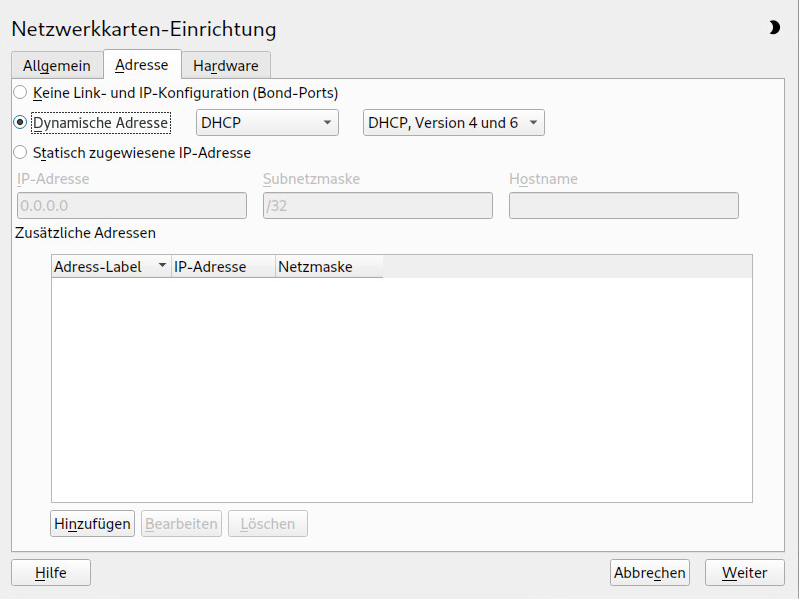 Netzwerkkarten-Einrichtung
Allgemein Adresse Hardware
Keine Link- und IP-Konfiguration (Bond-Ports)
Dynamische Adresse DHCP DHCP, Version 4 und 6
Statisch zugewiesene IP-Adresse
IP-Adresse Subnetzmaske Hostname
0.0.0.0 /32
Zusätzliche Adressen
Adress-Label IP-Adresse Netzmaske
Hinzufügen Bearbeiten Löschen
Hilfe Abbrechen Weiter